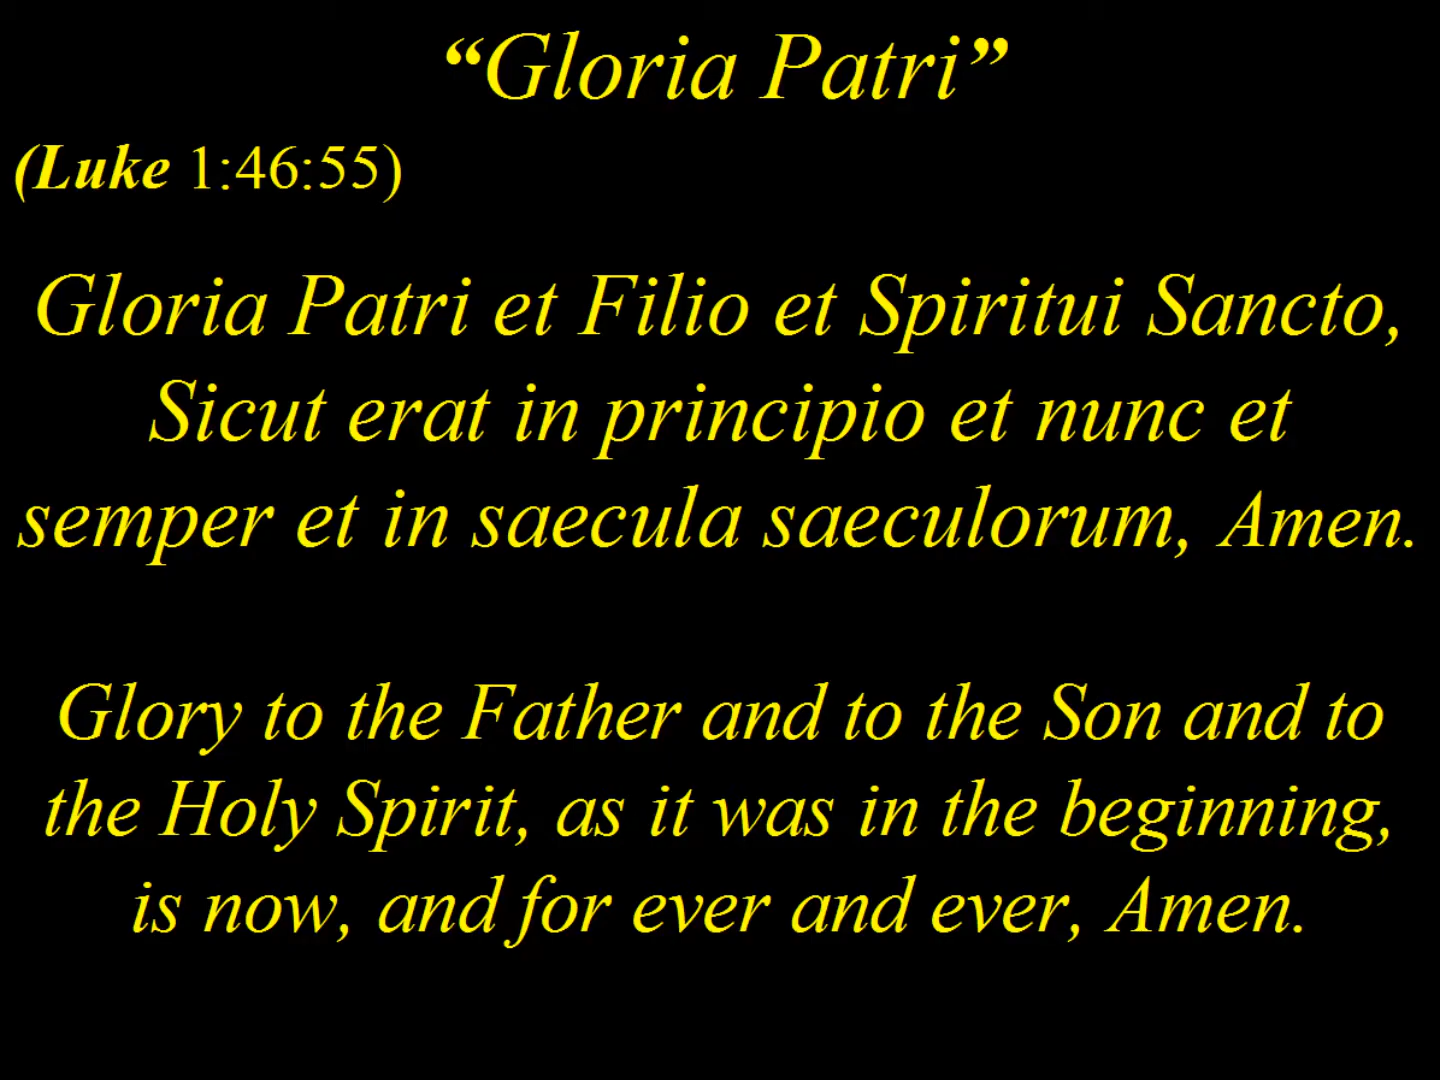 “Gloria Patri”
(Luke 1:46:55)
Gloria Patri et Filio et Spiritui Sancto,
Sicut erat in principio et nunc et
semper et in saecula saeculorum, Amen.
Glory to the Father and to the Son and to
the Holy Spirit, as it was in the beginning,
is now, and for ever and ever, Amen.